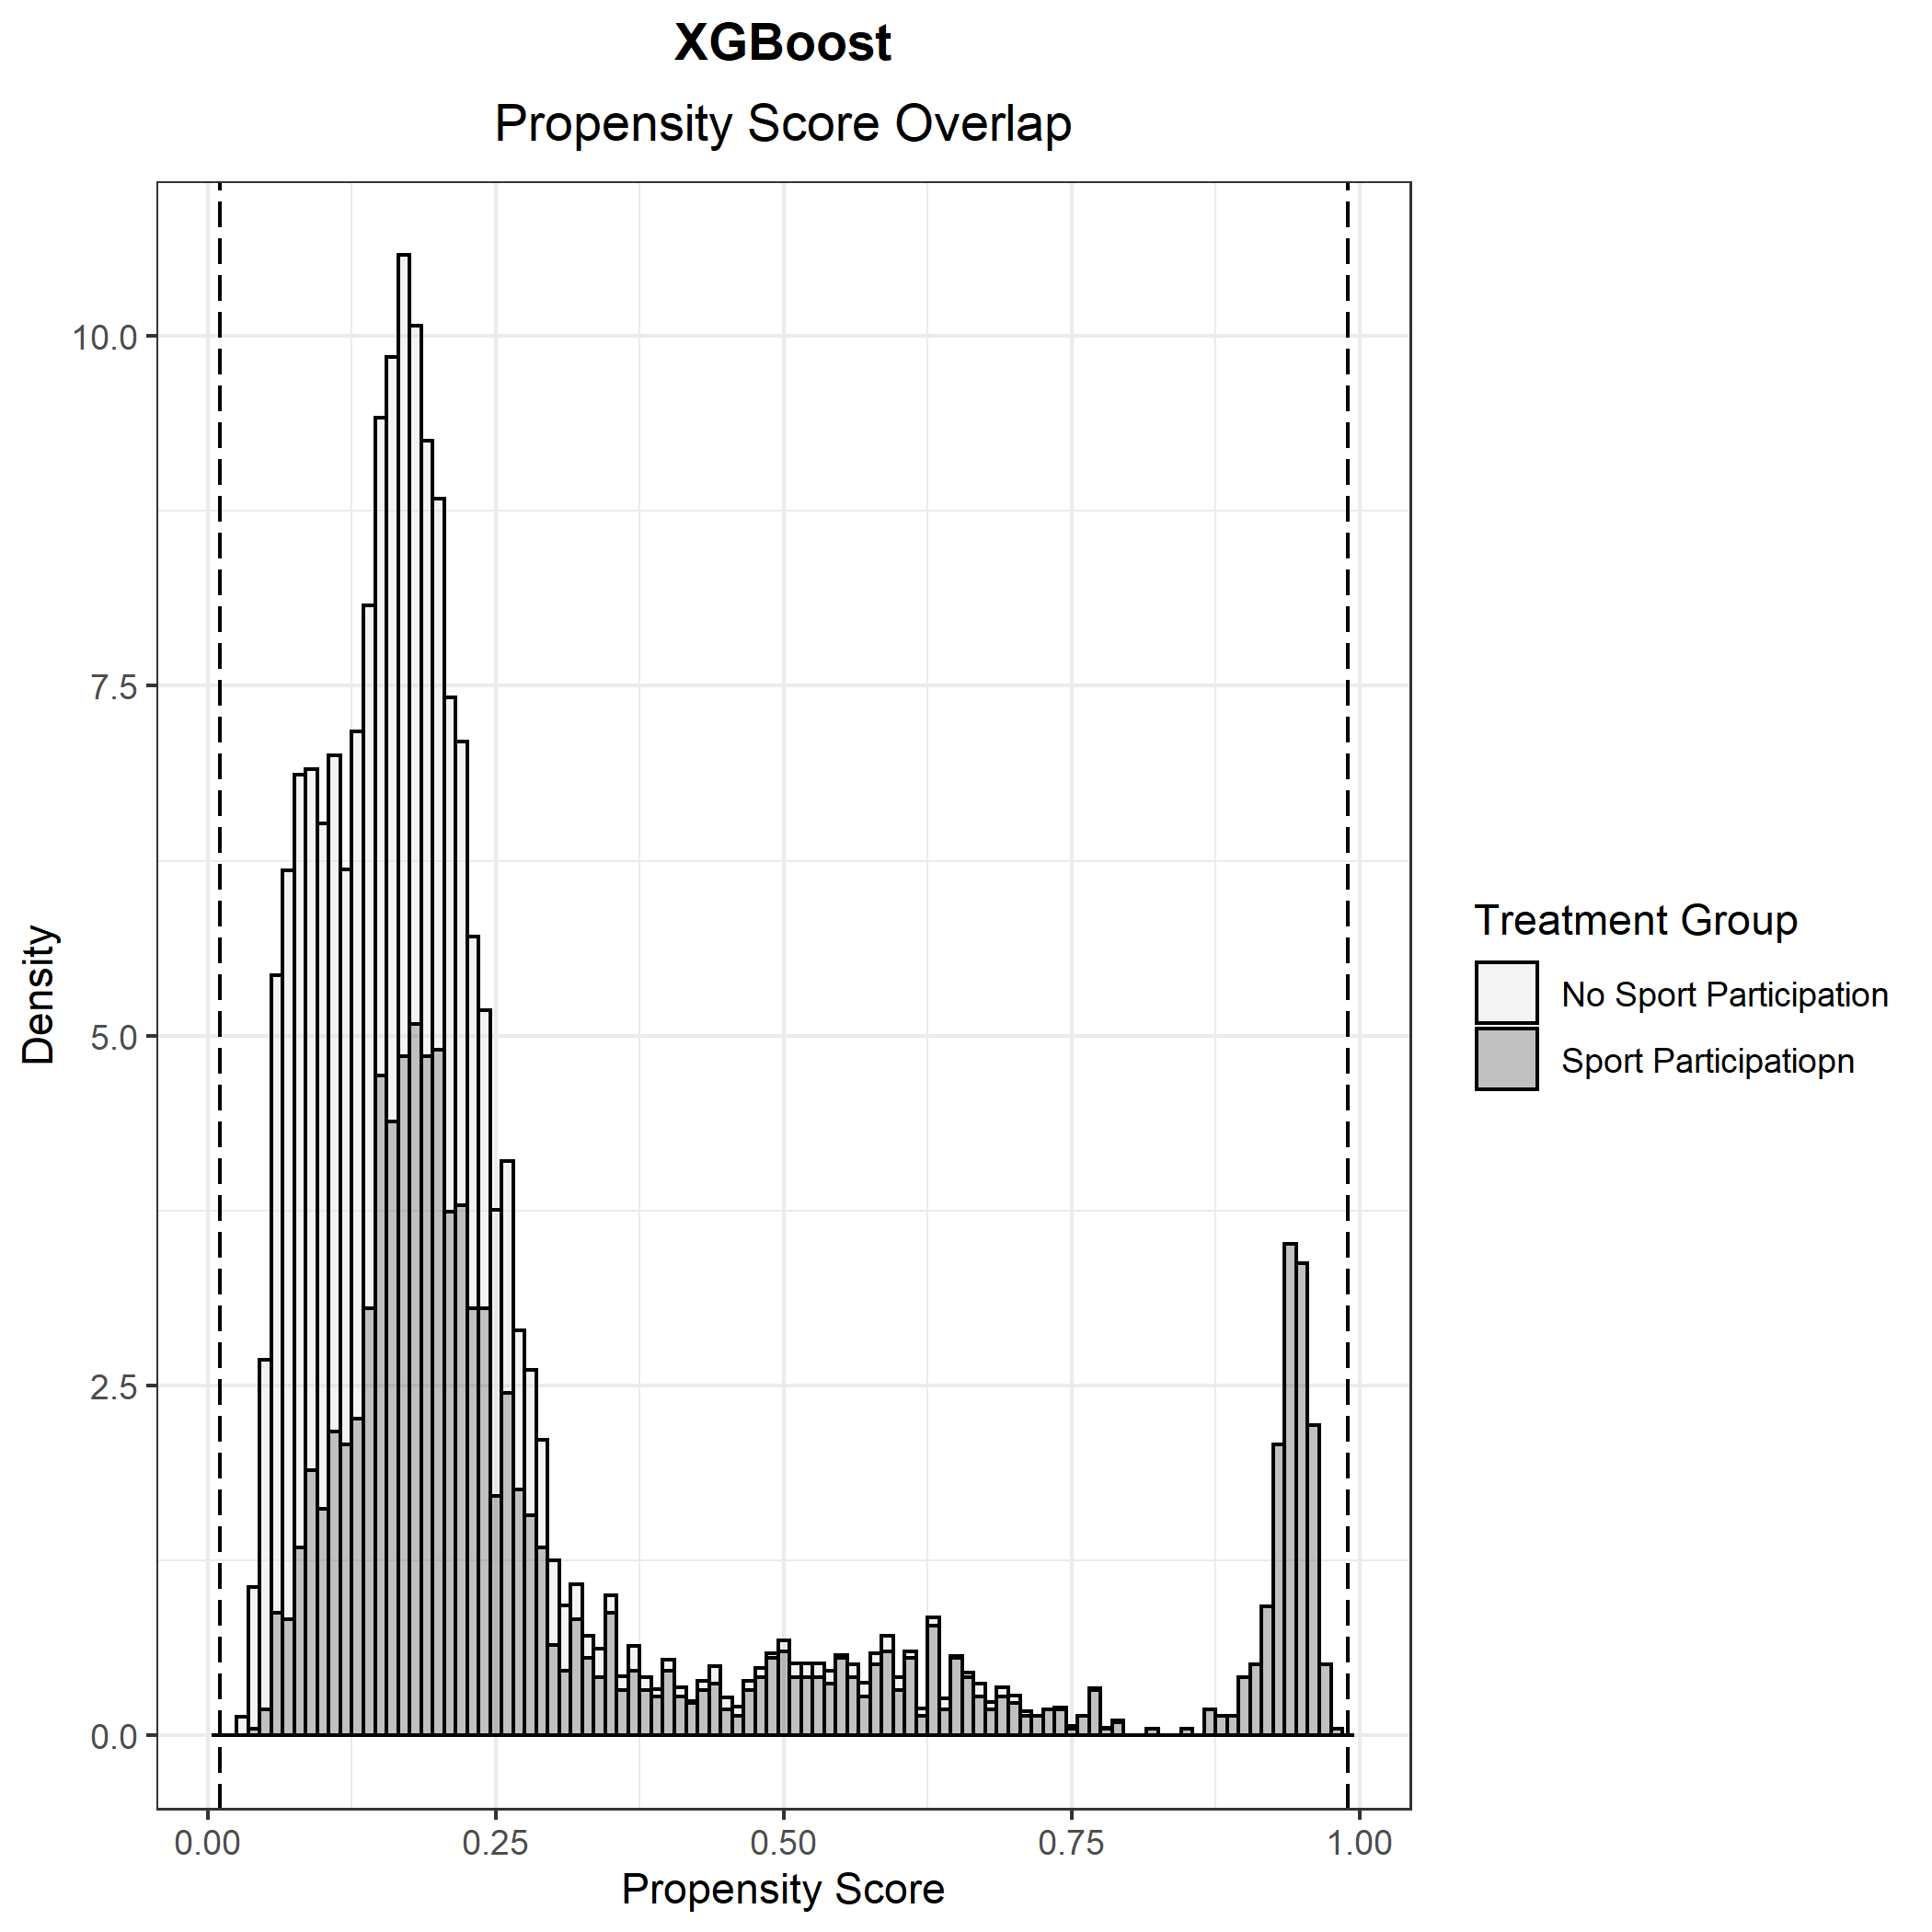 XGBoost
Propensity Score Overlap
Density
10.0
7.5
5.0
2.5
0.0
0.00 0.25 0.50 0.75 1.00
Propensity Score
Treatment Group
No Sport Participation
Sport Participatiopn